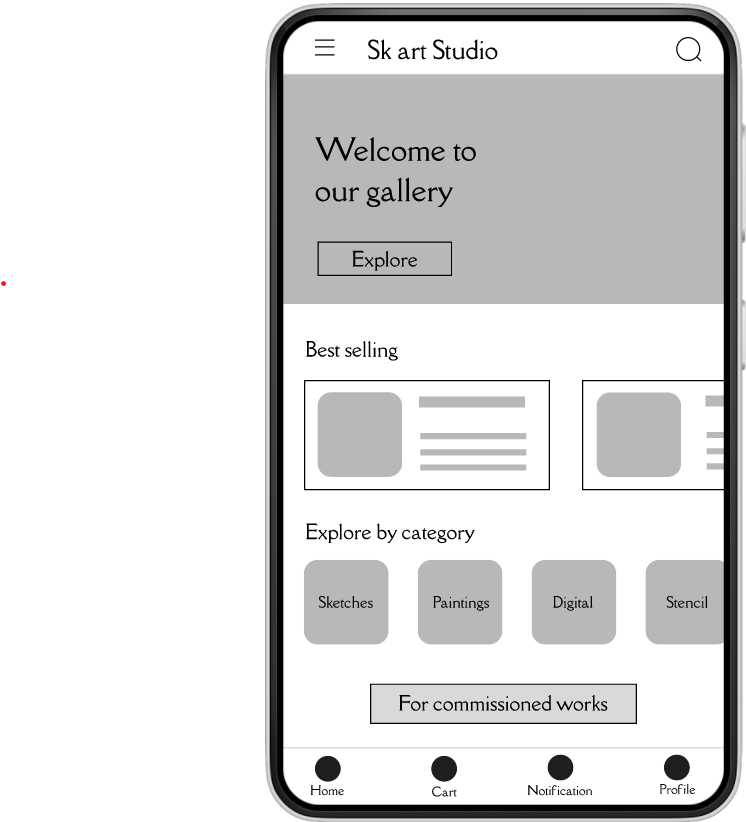 Sk art Studio
Welcome to
our gallery
Explore
Best selling
Explore by category
Sketches
Paintings
Digital
Stencil
For commissioned works
Home
Cart
Notification
Profile